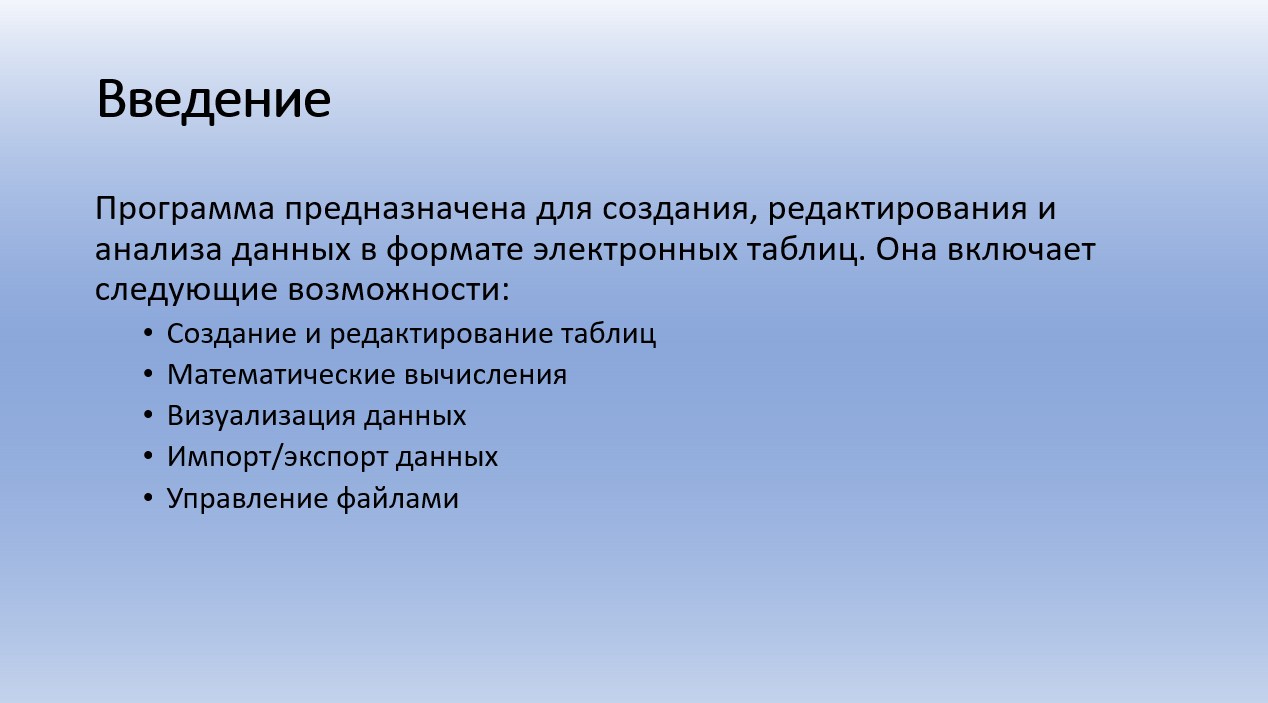 Введение
Программа предназначена для создания, редактирования и
анализа данных в формате электронных таблиц. Она включает
следующие возможности:
• Создание и редактирование таблиц
• Математические вычисления
• Визуализация данных
• Импорт/экспорт данных
• Управление файлами